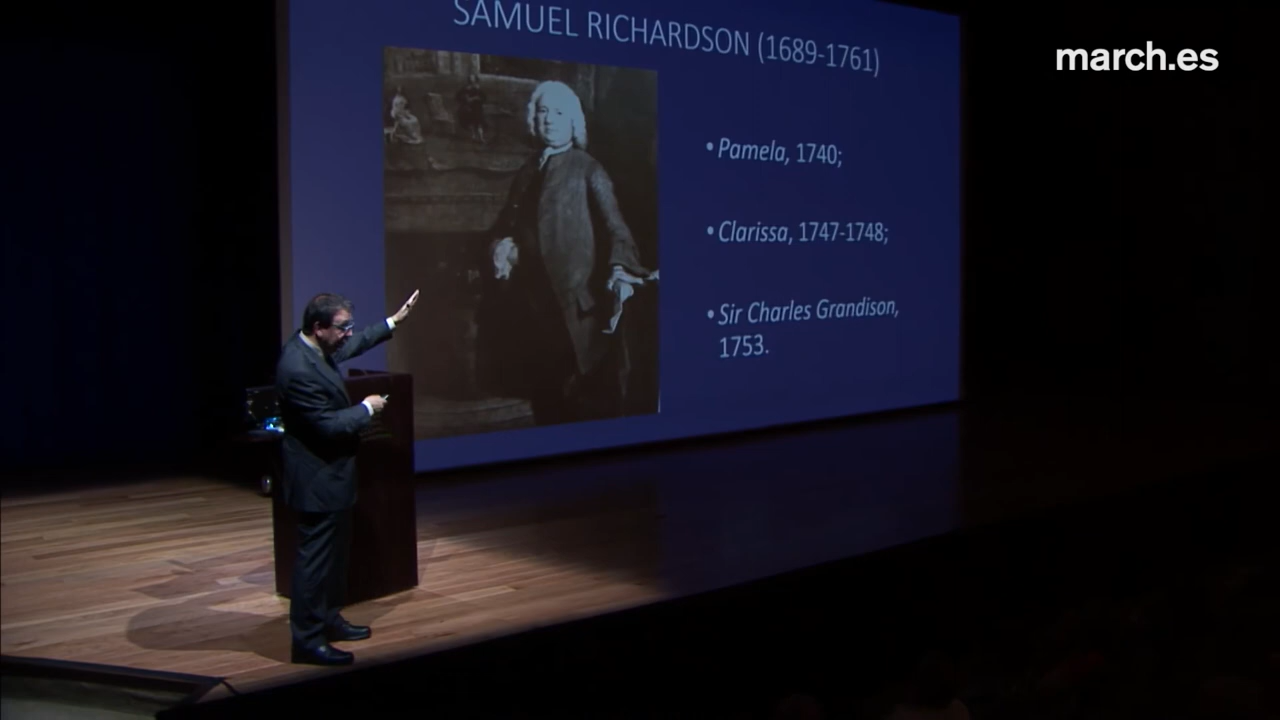 SAMUEL RICHARDSON (1689-1761)
march.es
• Pamela, 1740;
• Clarissa, 1747-1748;
• Sir Charles Grandison,
1753.